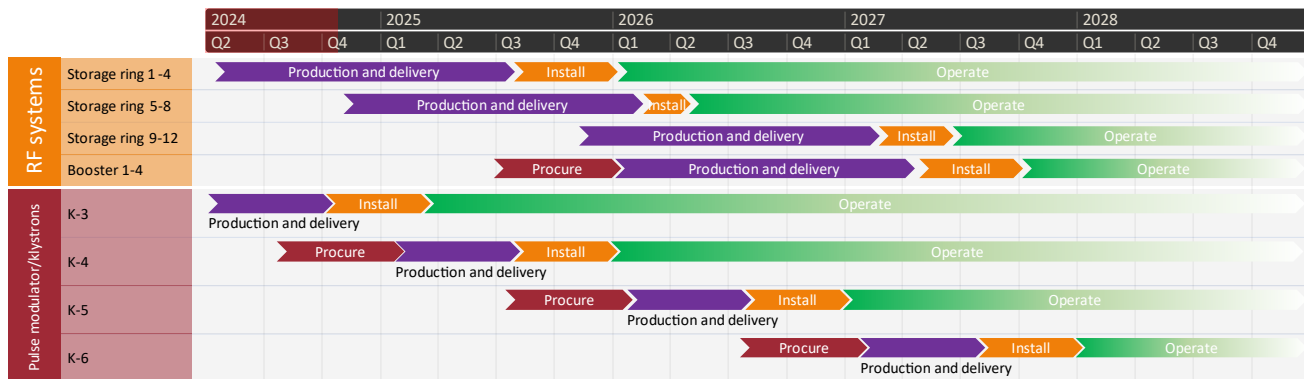 2024 2025 2026 2027 2028
Q2 Q3 Q4 Q1 Q2 Q3 Q4 Q1 Q2 Q3 Q4 Q1 Q2 Q3 Q4 Q1 Q2 Q3 Q4
RF systems
Storage ring 1-4 Production and delivery Install Operate
Storage ring 5-8 Production and delivery Install Operate
Storage ring 9-12 Production and delivery Install Operate
Booster 1-4 Procure Production and delivery Install Operate
Pulse modulator/klystrons
K-3 Install Operate
Production and delivery
K-4 Procure Install Operate
Production and delivery
K-5 Procure Install Operate
Production and delivery
K-6 Procure Install Operate
Production and delivery